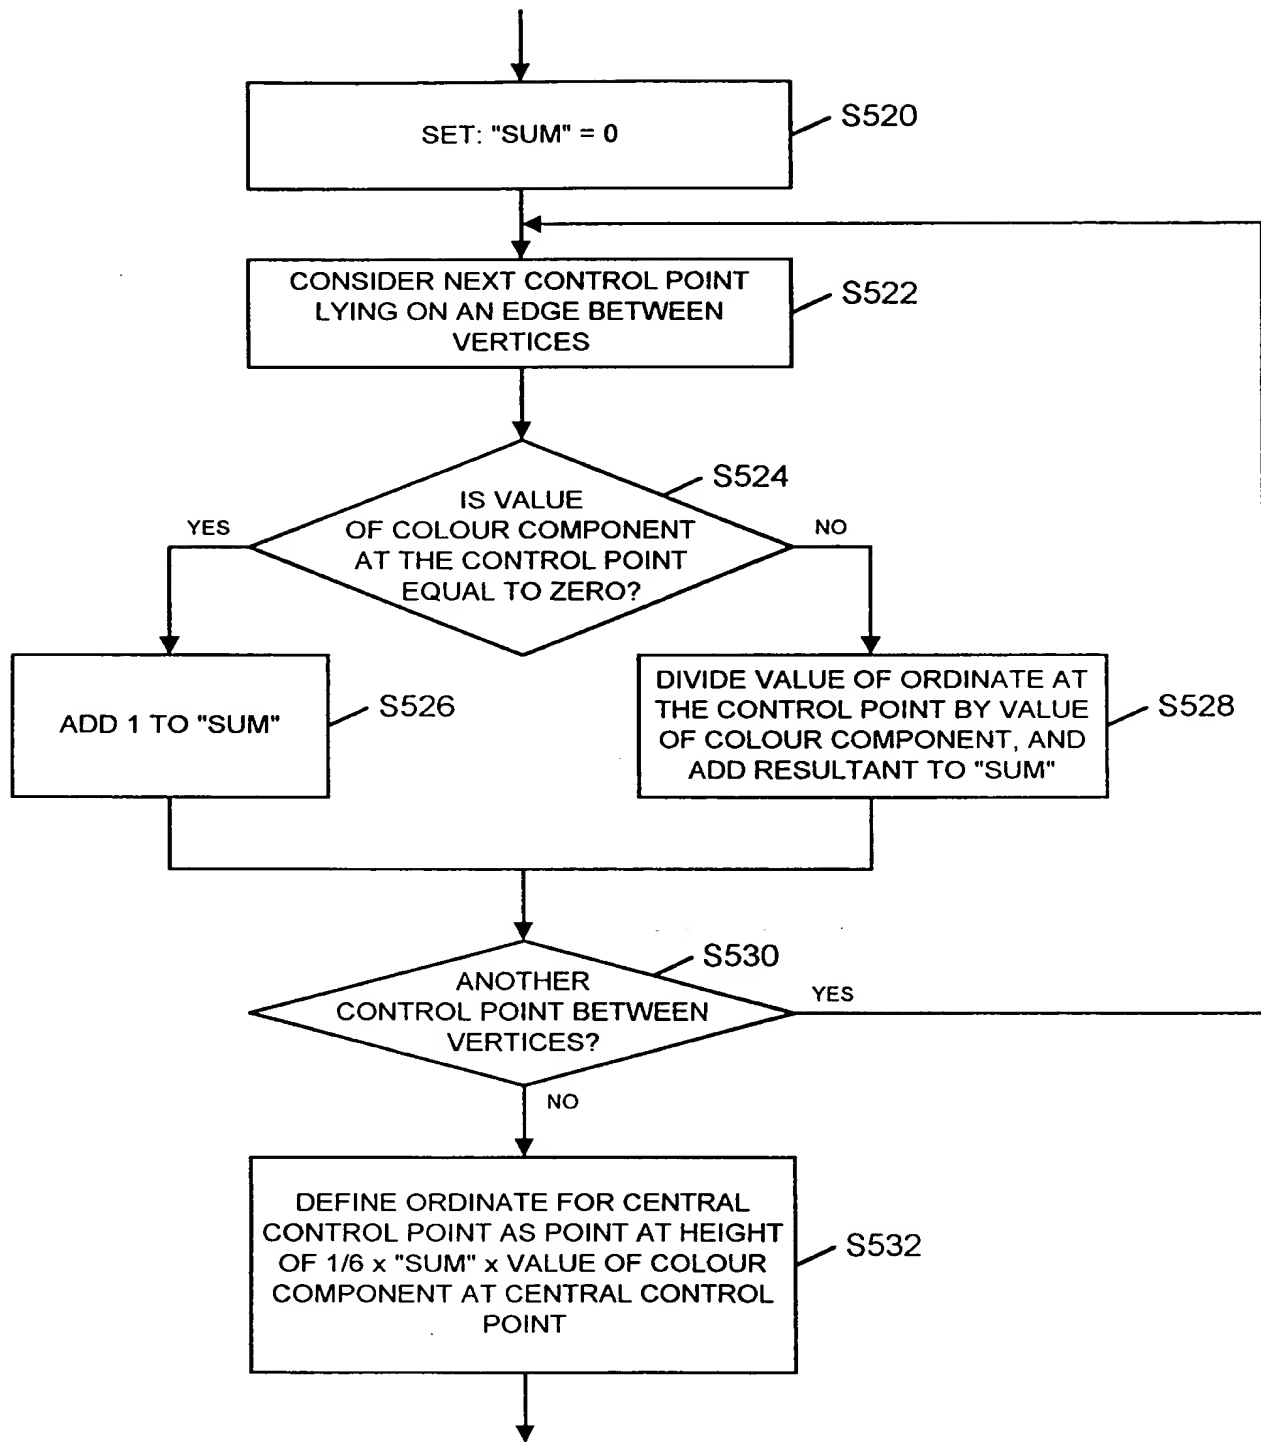 SET: "SUM" = 0
S520
CONSIDER NEXT CONTROL POINT
LYING ON AN EDGE BETWEEN
VERTICES
S522
S524
IS VALUE
OF COLOUR COMPONENT
AT THE CONTROL POINT
EQUAL TO ZERO?
YES
NO
ADD 1 TO "SUM"
S526
DIVIDE VALUE OF ORDINATE AT
THE CONTROL POINT BY VALUE
OF COLOUR COMPONENT, AND
ADD RESULTANT TO "SUM"
S528
S530
ANOTHER
CONTROL POINT BETWEEN
VERTICES?
YES
NO
DEFINE ORDINATE FOR CENTRAL
CONTROL POINT AS POINT AT HEIGHT
OF 1/6 x "SUM" x VALUE OF COLOUR
COMPONENT AT CENTRAL CONTROL
POINT
S532